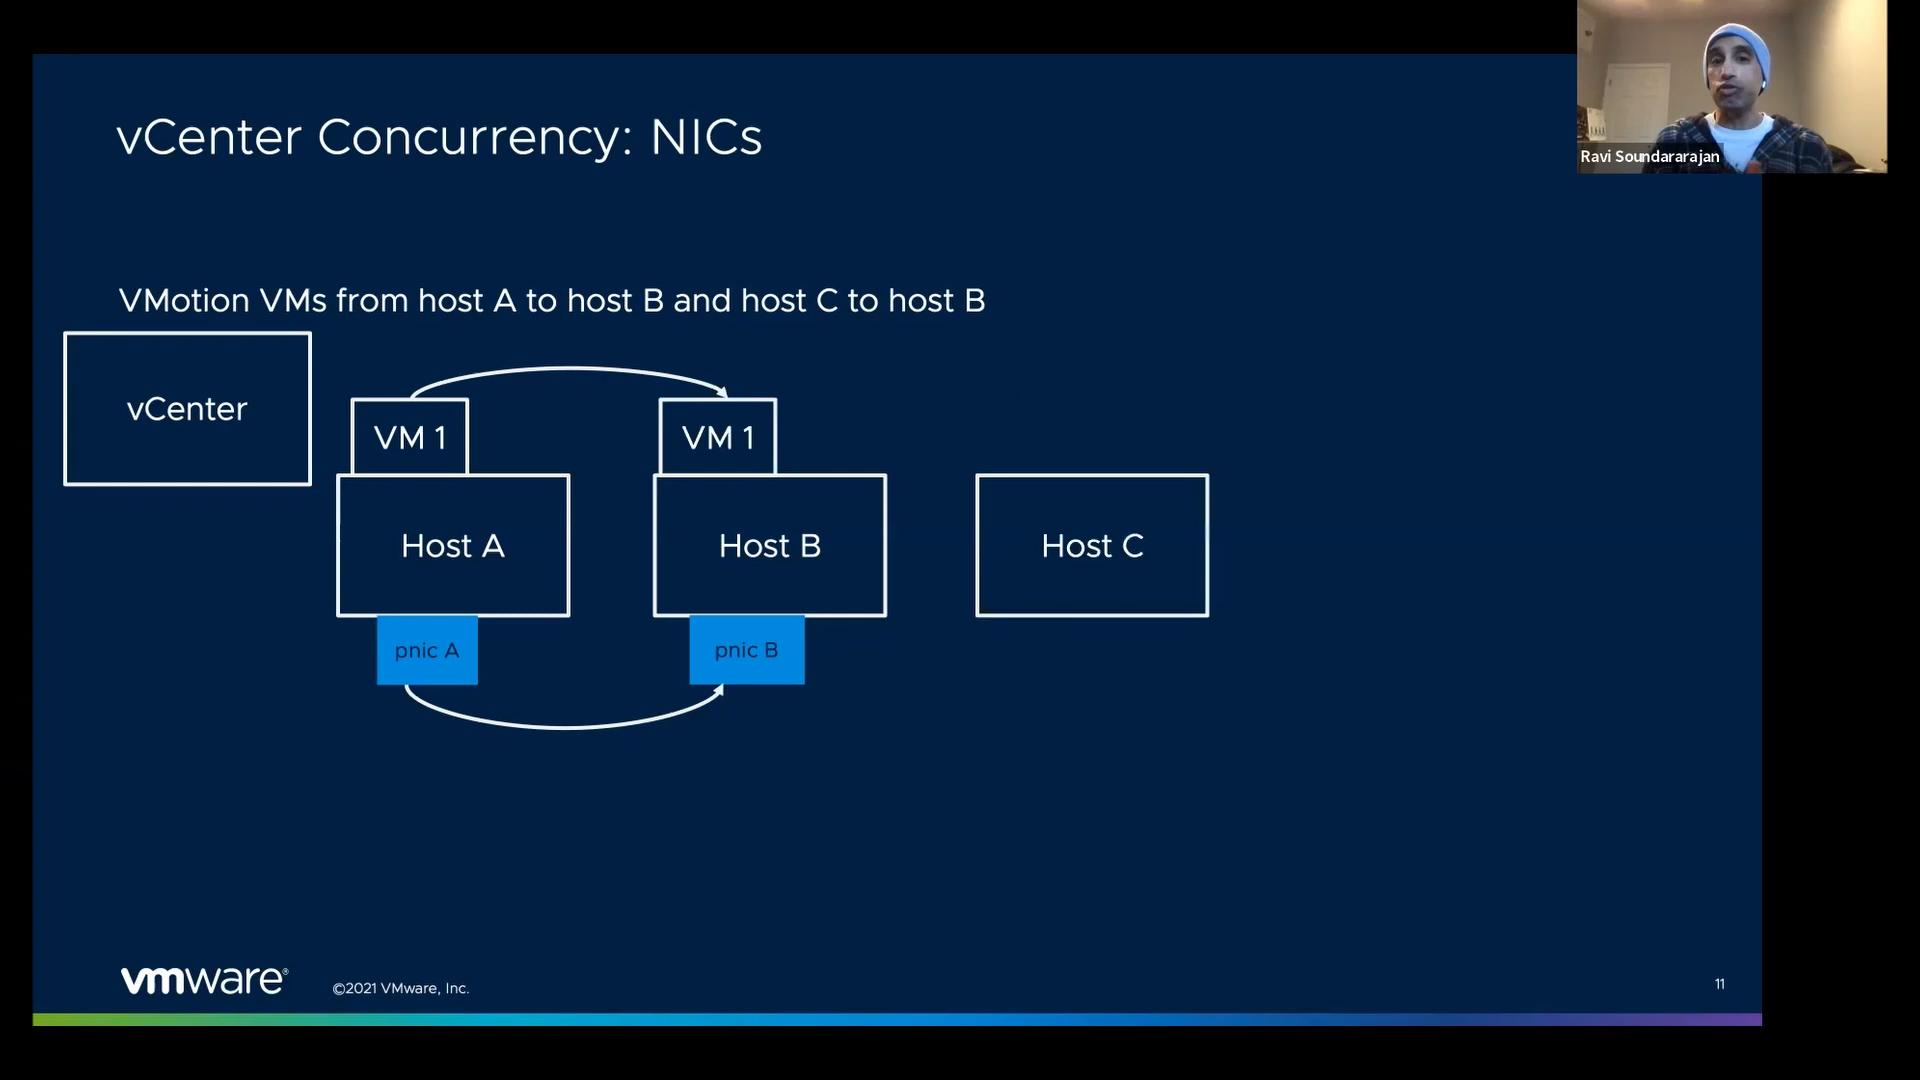 vCenter Concurrency: NICs
Ravi Soundararajan
VMotion VMs from host A to host B and host C to host B
vCenter
VM 1
VM 1
Host A
Host B
Host C
pnic A
pnic B
vmware®
©2021 VMware, Inc.
11